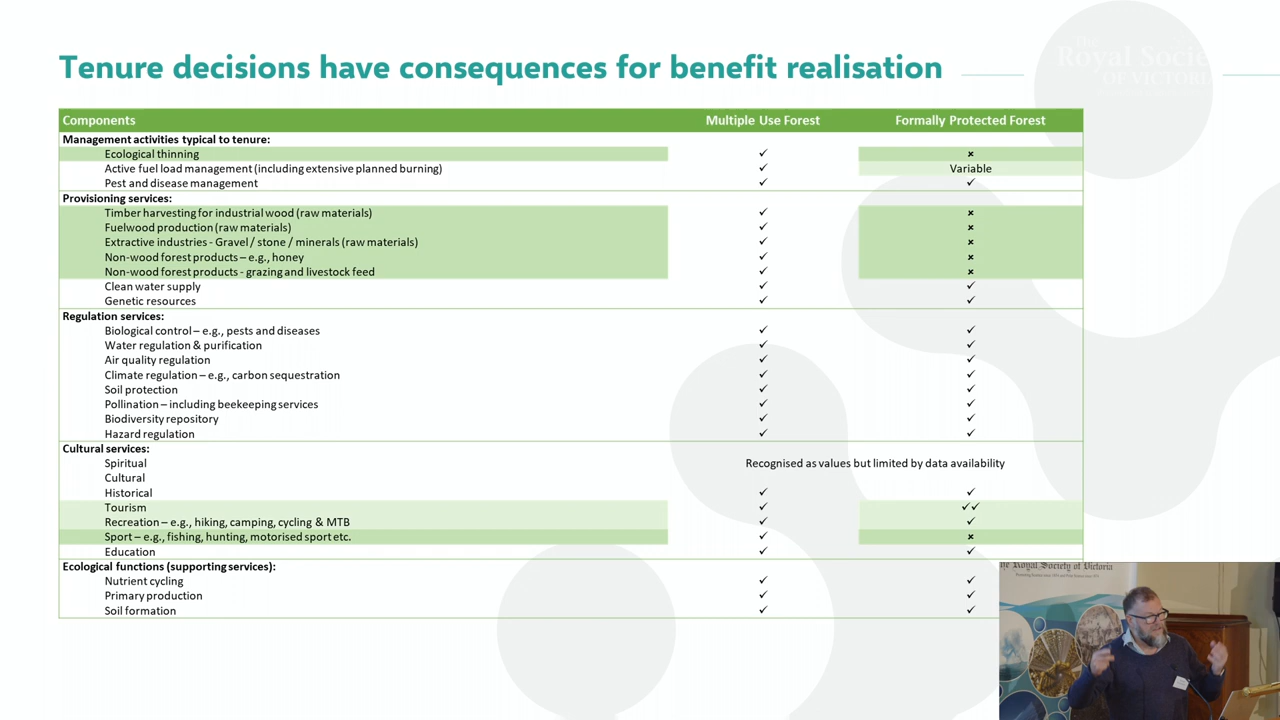 The
Royal Socie
OF VICTORI
Tenure decisions have consequences for benefit realisation
Components Multiple Use Forest Formally Protected Forest
Management activities typical to tenure:
Ecological thinning ✓ ×
Active fuel load management (including extensive planned burning) ✓ Variable
Pest and disease management ✓ ✓
Provisioning services:
Timber harvesting for industrial wood (raw materials) ✓ ×
Fuelwood production (raw materials) ✓ ×
Extractive industries - Gravel / stone / minerals (raw materials) ✓ ×
Non-wood forest products – e.g., honey ✓ ×
Non-wood forest products - grazing and livestock feed ✓ ×
Clean water supply ✓ ✓
Genetic resources ✓ ✓
Regulation services:
Biological control – e.g., pests and diseases ✓ ✓
Water regulation & purification ✓ ✓
Air quality regulation ✓ ✓
Climate regulation – e.g., carbon sequestration ✓ ✓
Soil protection ✓ ✓
Pollination – including beekeeping services ✓ ✓
Biodiversity repository ✓ ✓
Hazard regulation ✓ ✓
Cultural services:
Spiritual Recognised as values but limited by data availability
Cultural
Historical ✓ ✓
Tourism ✓ ✓✓
Recreation – e.g., hiking, camping, cycling & MTB ✓ ✓
Sport – e.g., fishing, hunting, motorised sport etc. ✓ ×
Education ✓ ✓
Ecological functions (supporting services):
Nutrient cycling ✓ ✓
Primary production ✓ ✓
Soil formation ✓ ✓
he Royal Society of Victoria